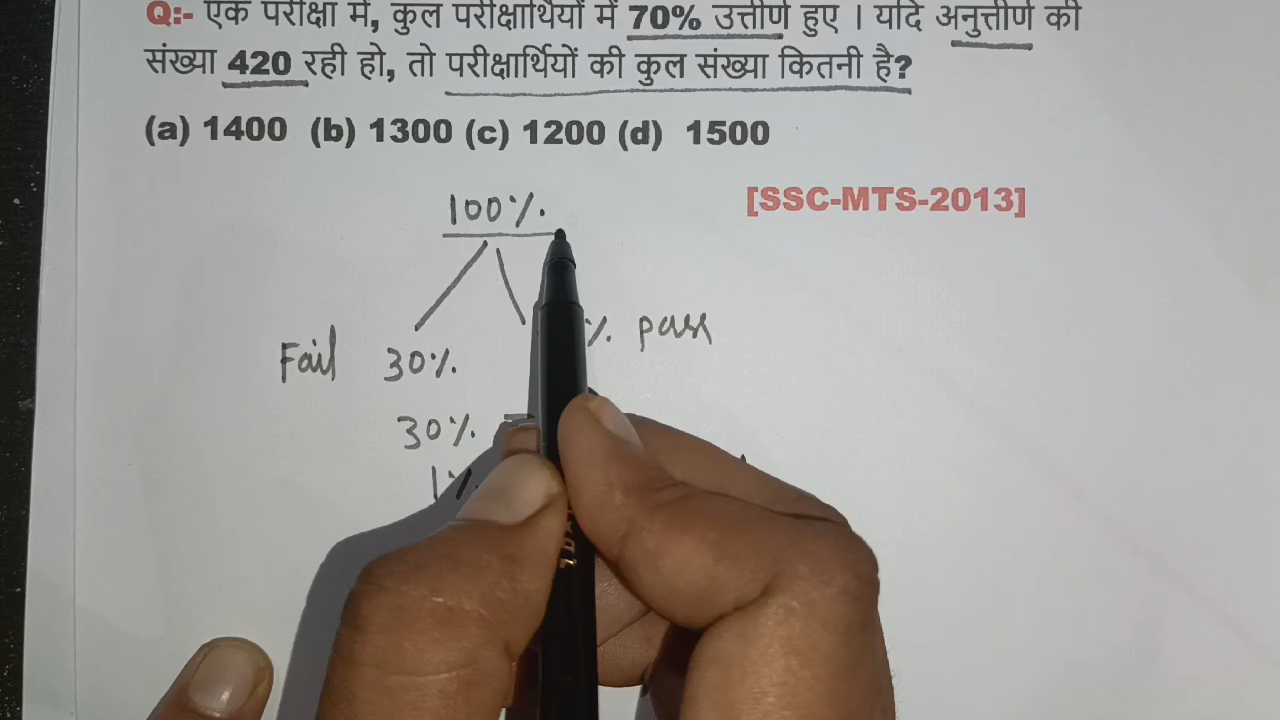 Q:- एक परीक्षा में, कुल परीक्षार्थियों में 70% उत्तीर्ण हुए । यदि अनुत्तीर्ण की
संख्या 420 रही हो, तो परीक्षार्थियों की कुल संख्या कितनी है?
(a) 1400 (b) 1300 (c) 1200 (d) 1500
[SSC-MTS-2013]
100%
% pass
Fail 30%
30% =
1%